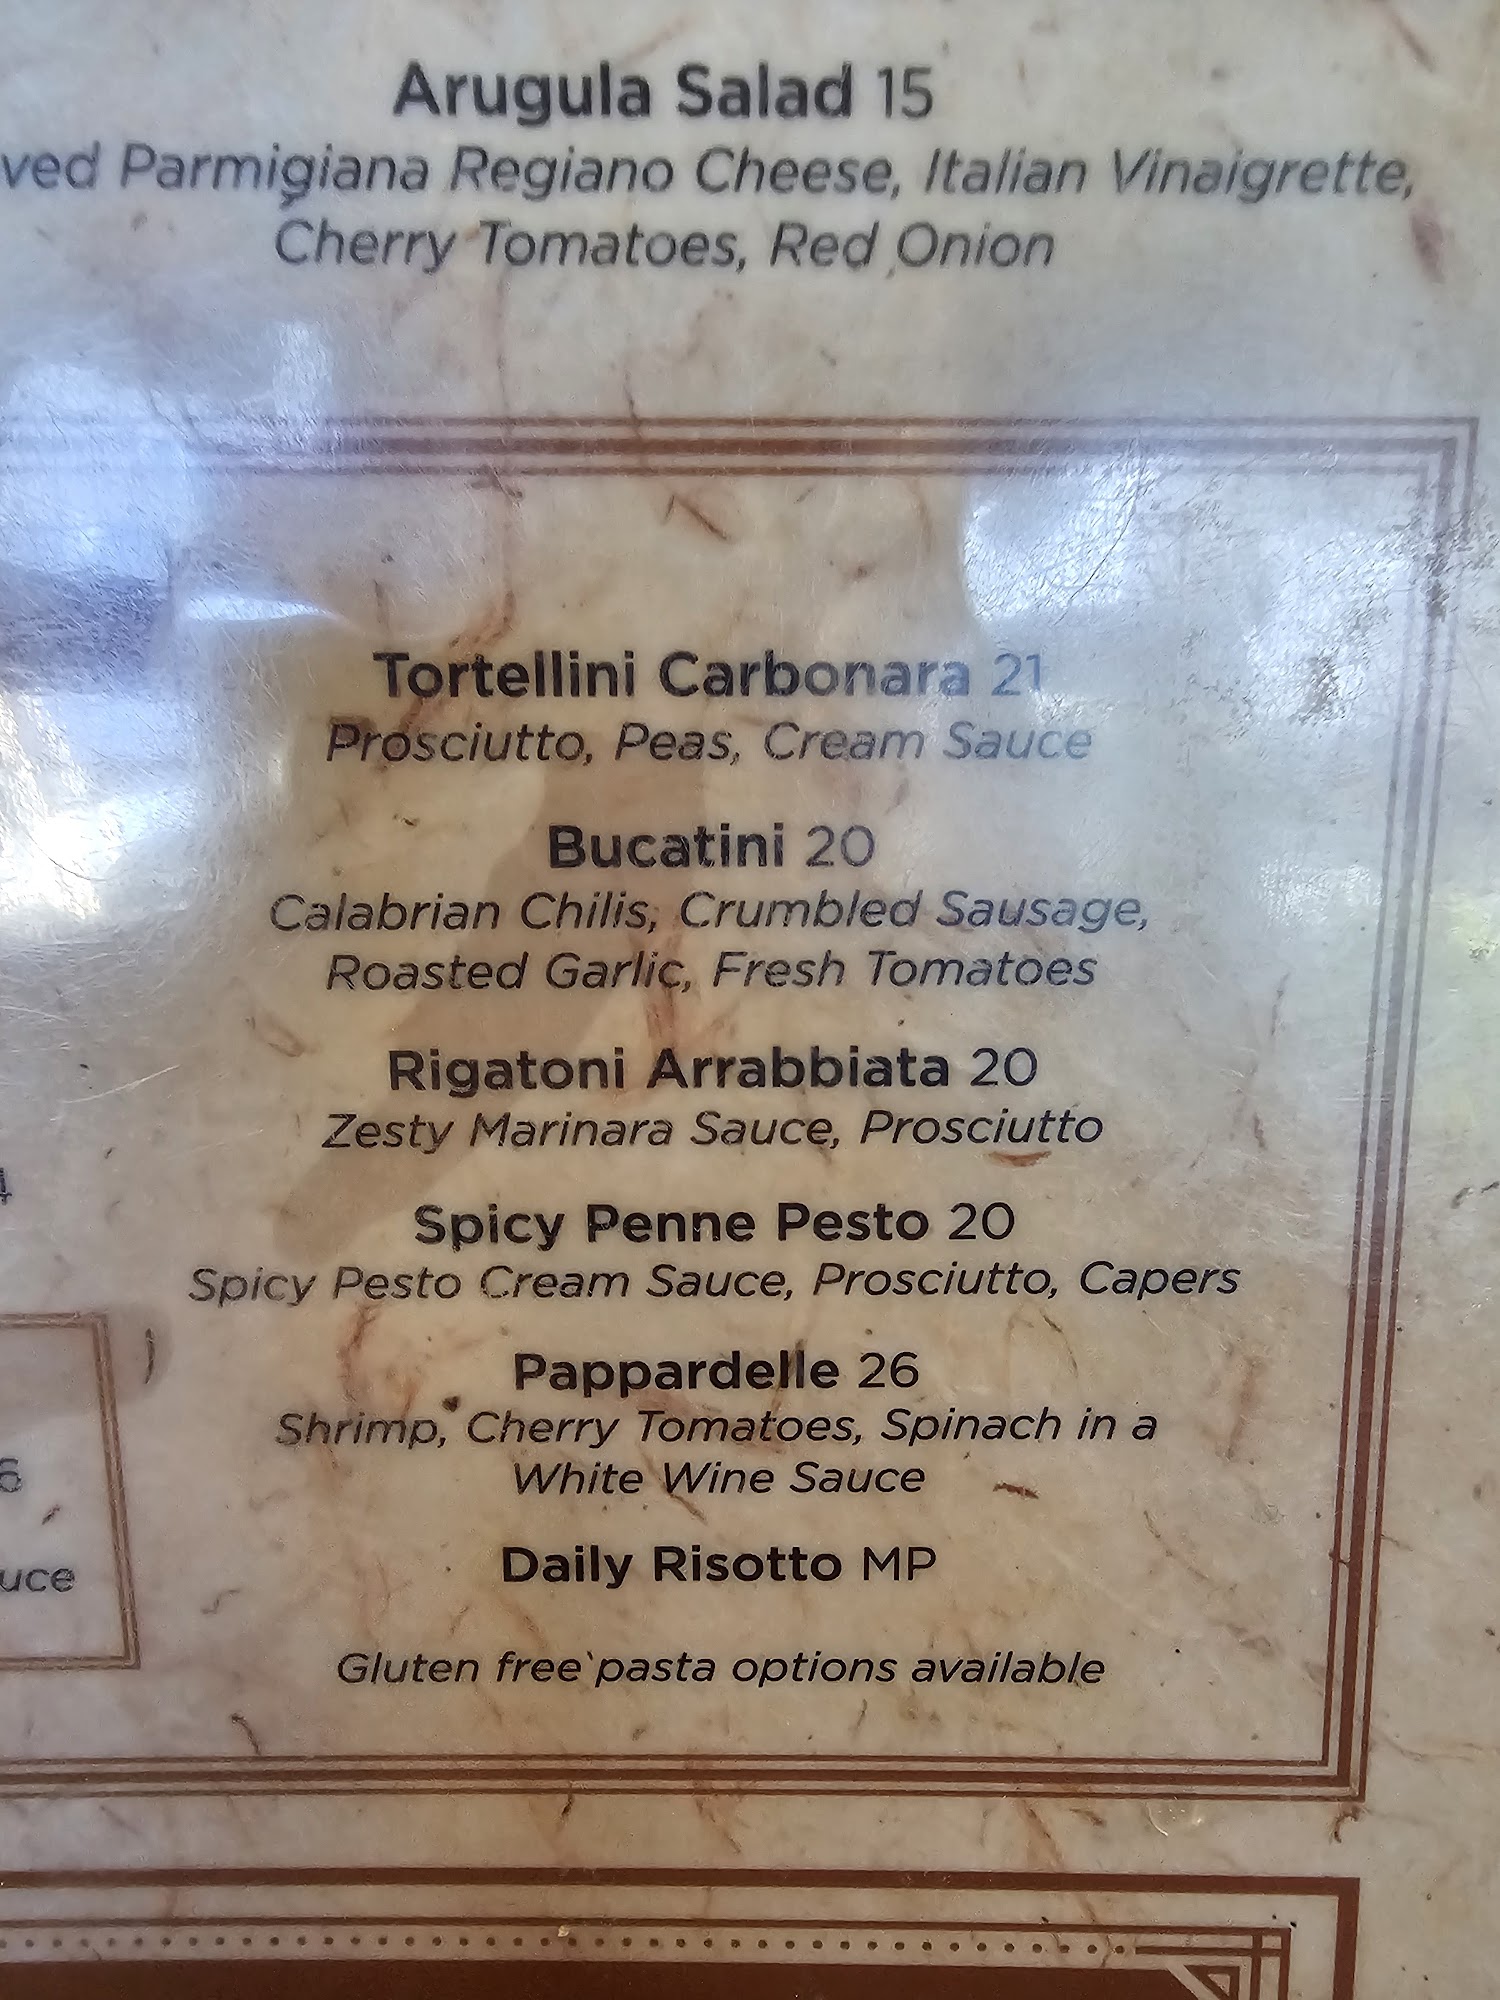 Arugula Salad 15
Parmigiana Regiano Cheese, Italian Vinaigrette,
Cherry Tomatoes, Red Onion
Tortellini Carbonara 21
Prosciutto, Peas, Cream Sauce
Bucatini 20
Calabrian Chilis, Crumbled Sausage,
Roasted Garlic, Fresh Tomatoes
Rigatoni Arrabbiata 20
Zesty Marinara Sauce, Prosciutto
Spicy Penne Pesto 20
Spicy Pesto Cream Sauce, Prosciutto, Capers
Pappardelle 26
Shrimp, Cherry Tomatoes, Spinach in a
White Wine Sauce
Daily Risotto MP
Gluten free pasta options available